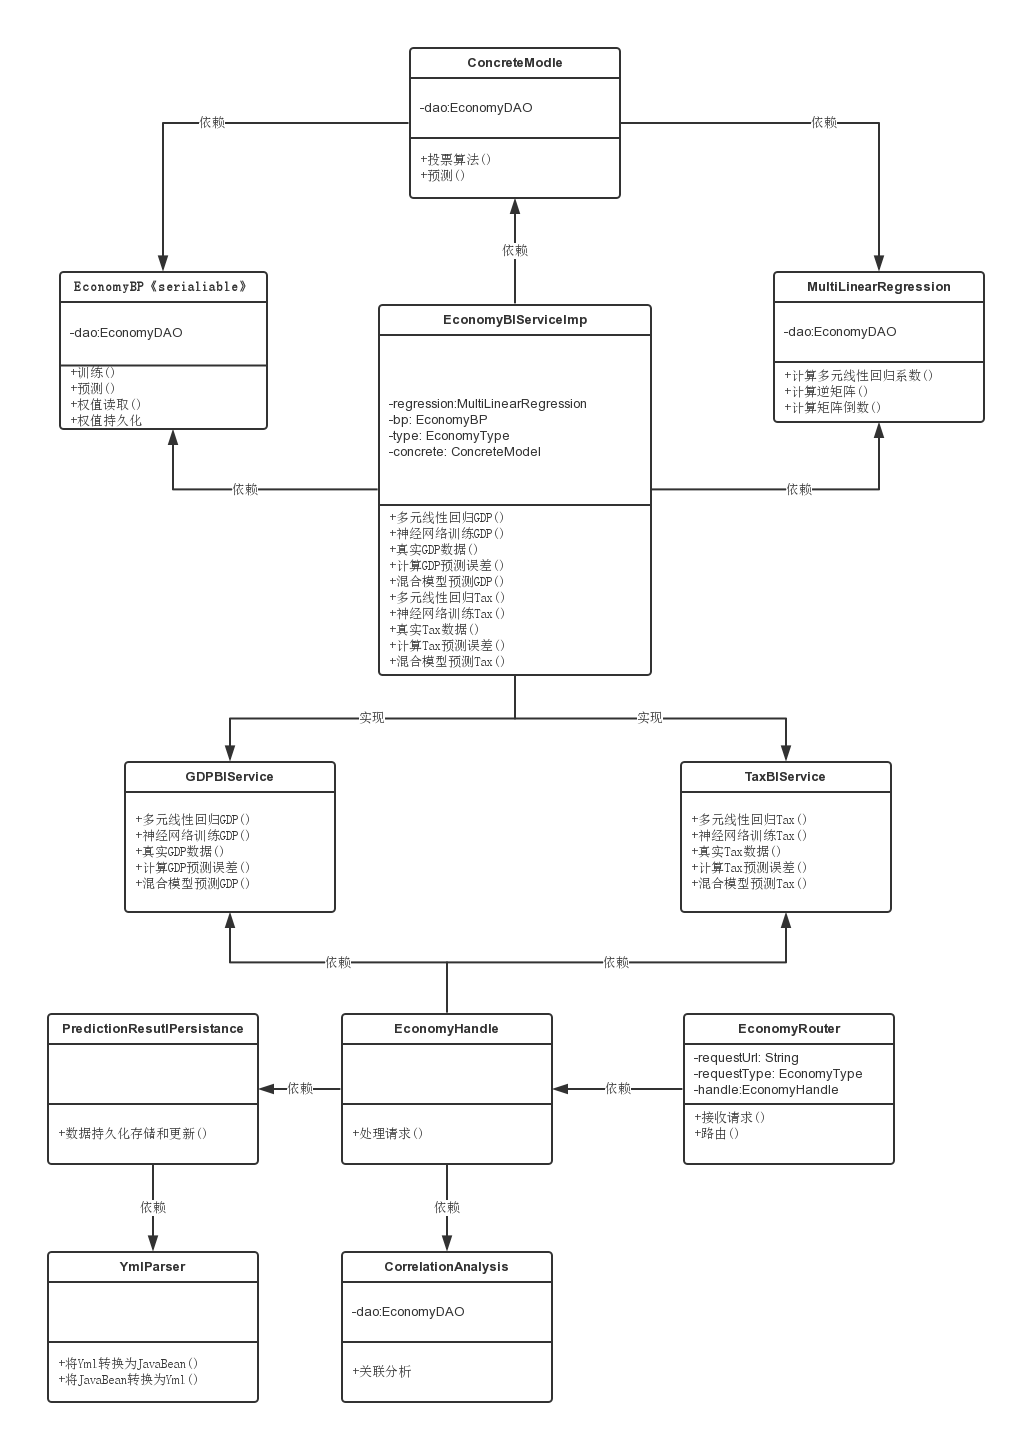 ConcreteModle
-dao:EconomyDAO
+投票算法()
+预测()
依赖
依赖
依赖
EconomyBP《serialiable》
-dao:EconomyDAO
+训练()
+预测()
+权值读取()
+权值持久化
MultiLinearRegression
-dao:EconomyDAO
+计算多元线性回归系数()
+计算逆矩阵()
+计算矩阵倒数()
EconomyBIServiceImp
-regression:MultiLinearRegression
-bp: EconomyBP
-type: EconomyType
-concrete: ConcreteModel
+多元线性回归GDP()
+神经网络训练GDP()
+真实GDP数据()
+计算GDP预测误差()
+混合模型预测GDP()
+多元线性回归Tax()
+神经网络训练Tax()
+真实Tax数据()
+计算Tax预测误差()
+混合模型预测Tax()
依赖
依赖
实现
实现
GDPBIService
+多元线性回归GDP()
+神经网络训练GDP()
+真实GDP数据()
+计算GDP预测误差()
+混合模型预测GDP()
TaxBIService
+多元线性回归Tax()
+神经网络训练Tax()
+真实Tax数据()
+计算Tax预测误差()
+混合模型预测Tax()
依赖
依赖
PredictionResutlPersistance
+数据持久化存储和更新()
依赖
EconomyHandle
+处理请求()
依赖
EconomyRouter
-requestUrl: String
-requestType: EconomyType
-handle:EconomyHandle
+接收请求()
+路由()
依赖
依赖
YmlParser
+将Yml转换为JavaBean()
+将JavaBean转换为Yml()
CorrelationAnalysis
-dao:EconomyDAO
+关联分析